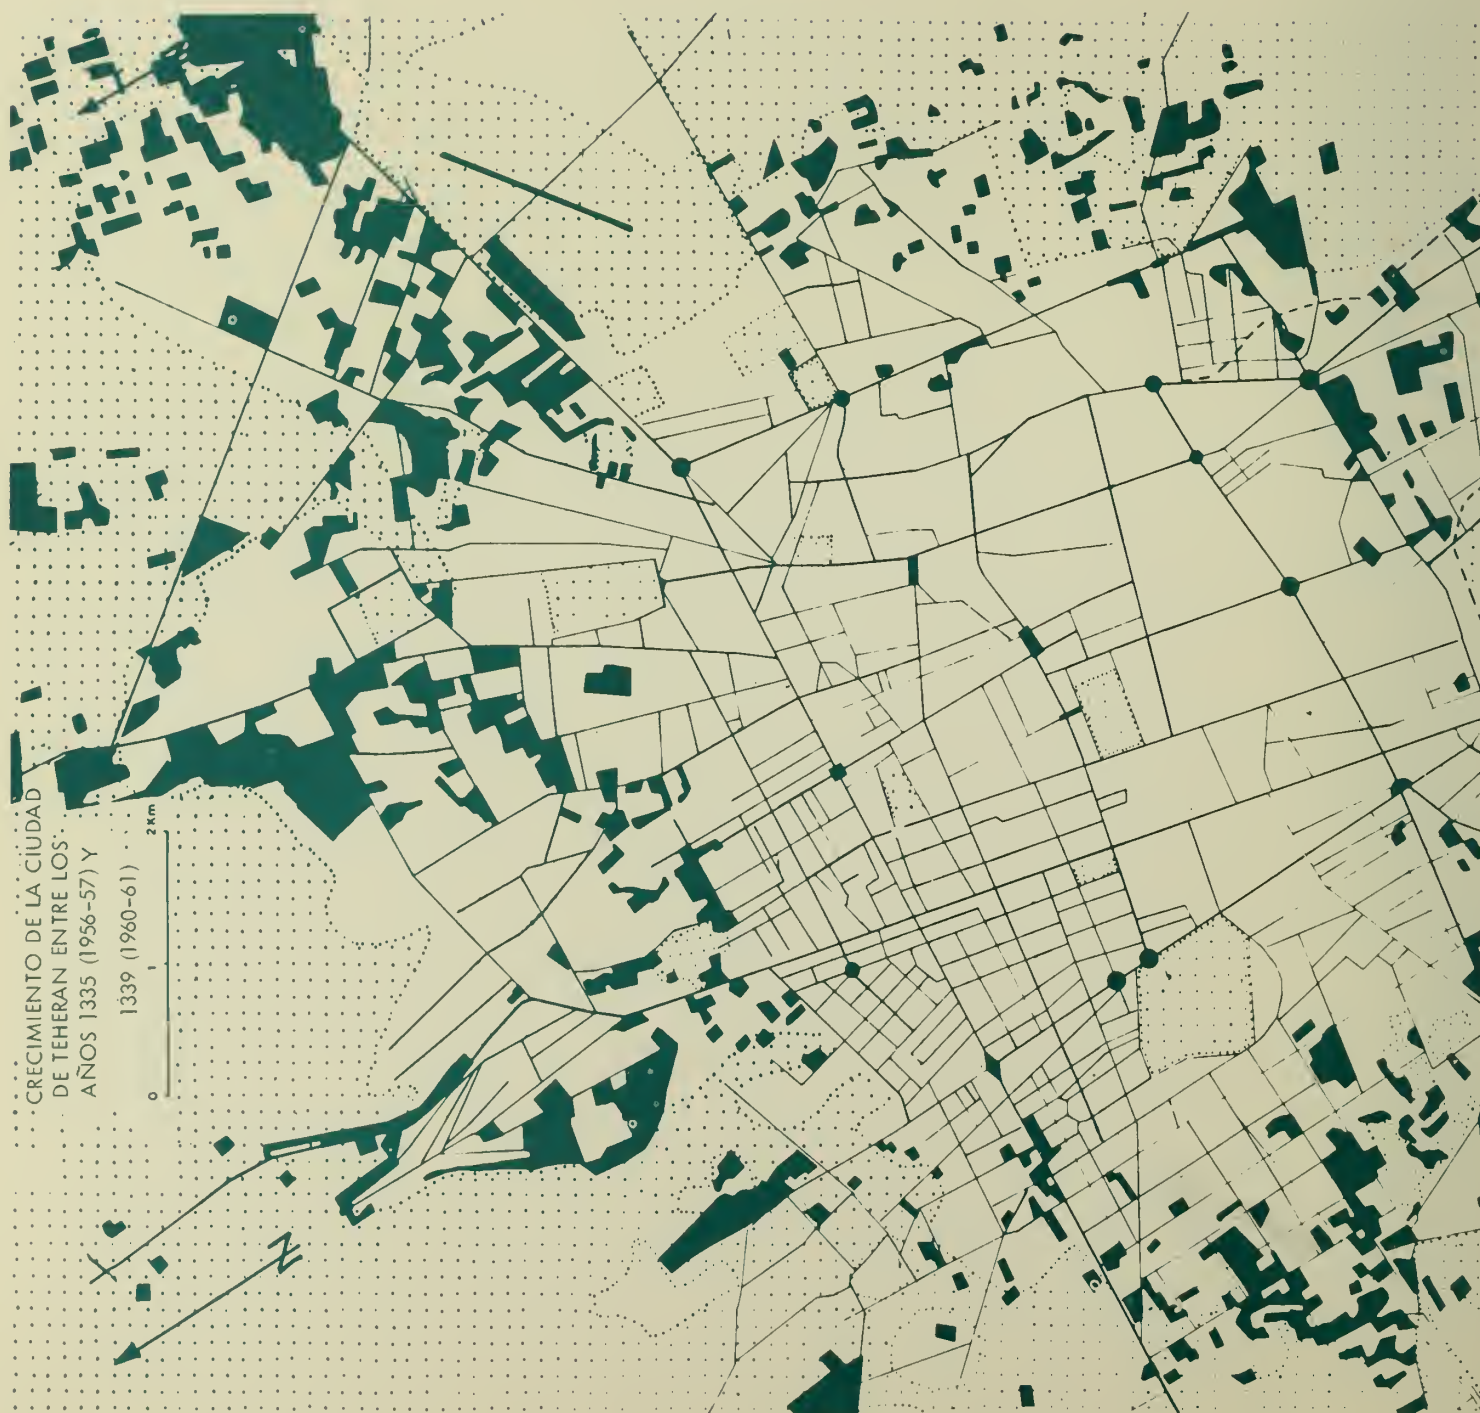 CRECIMIENTO DE LA CIUDAD
DE TEHERAN ENTRE LOS
AÑOS 1335 (1956-57) Y
1339 (1960-61)
0 1 2 Km
N